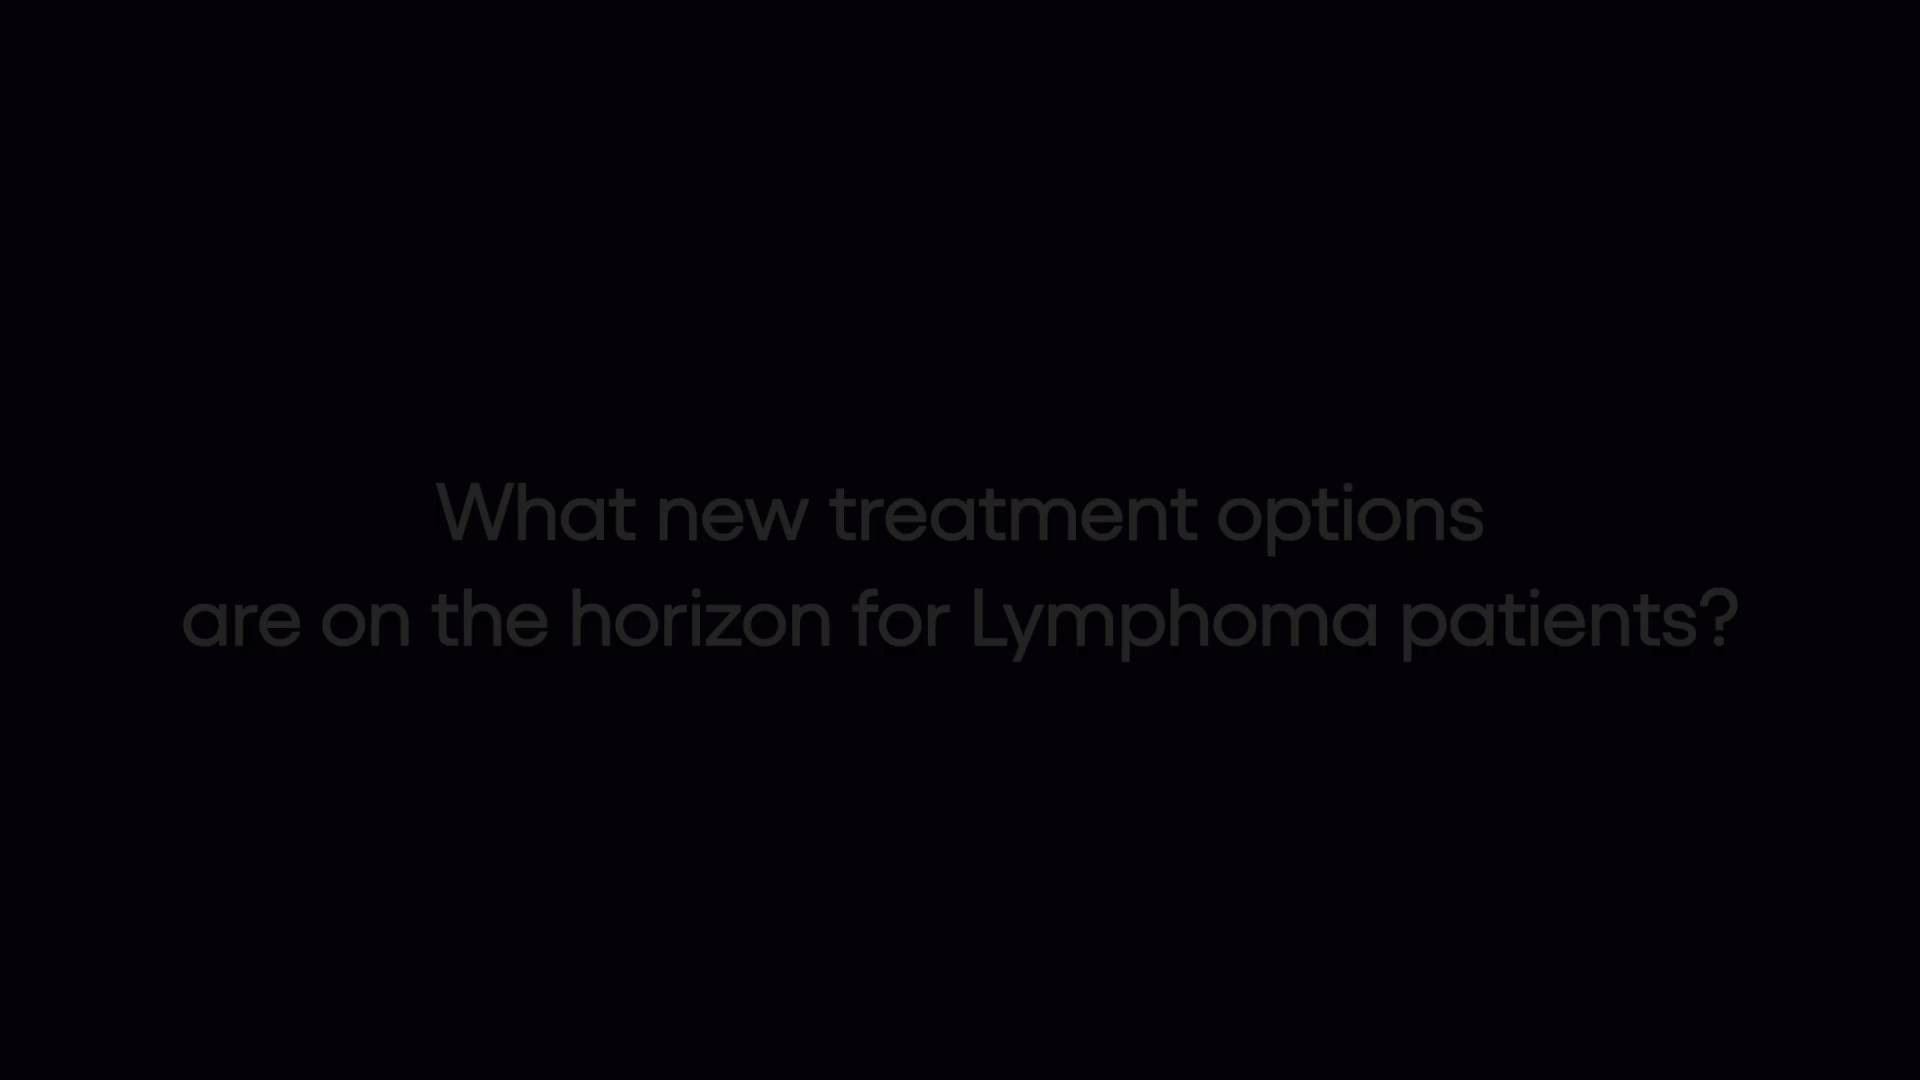 What new treatment options
are on the horizon for Lymphoma patients?